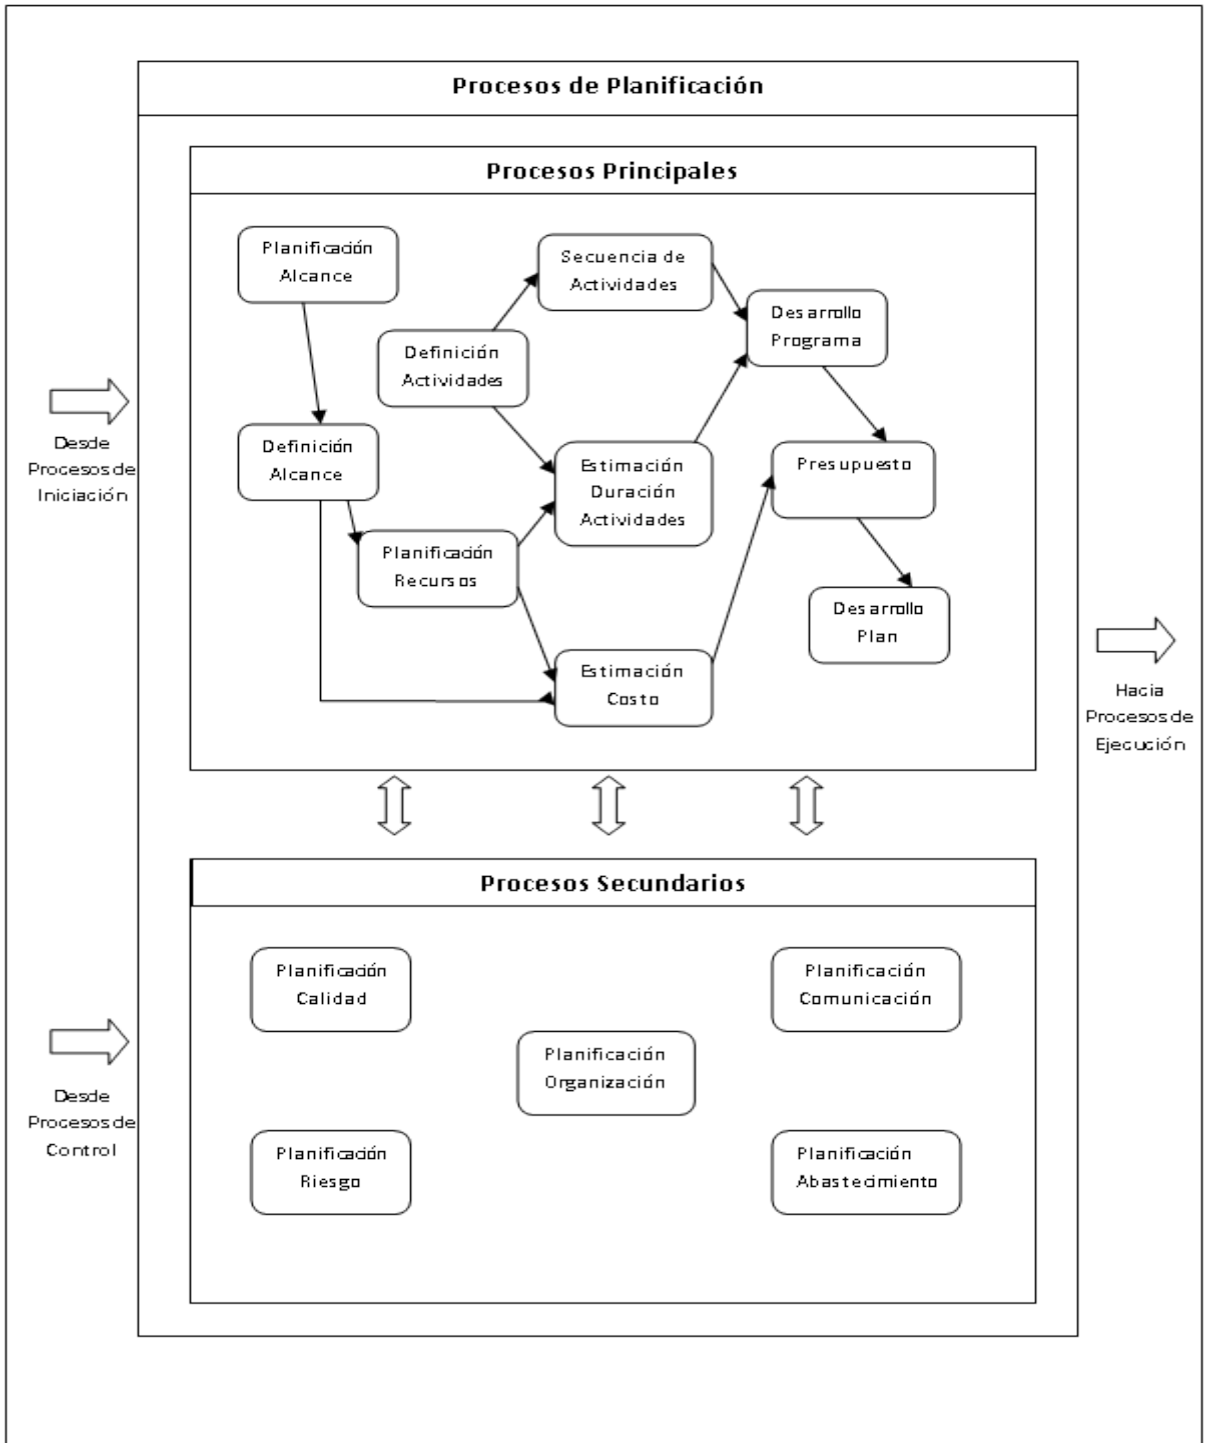 Procesos de Planificación
Procesos Principales
Planificación
Alcance
Secuencia de
Actividades
Desarrollo
Programa
Definición
Actividades
Desde
Procesos de
Iniciación
Definición
Alcance
Estimación
Duración
Actividades
Presupuesto
Planificación
Recursos
Desarrollo
Plan
Estimación
Costo
Hacia
Procesos de
Ejecución
Procesos Secundarios
Planificación
Calidad
Planificación
Comunicación
Planificación
Organización
Desde
Procesos de
Control
Planificación
Riesgo
Planificación
Abastecimiento